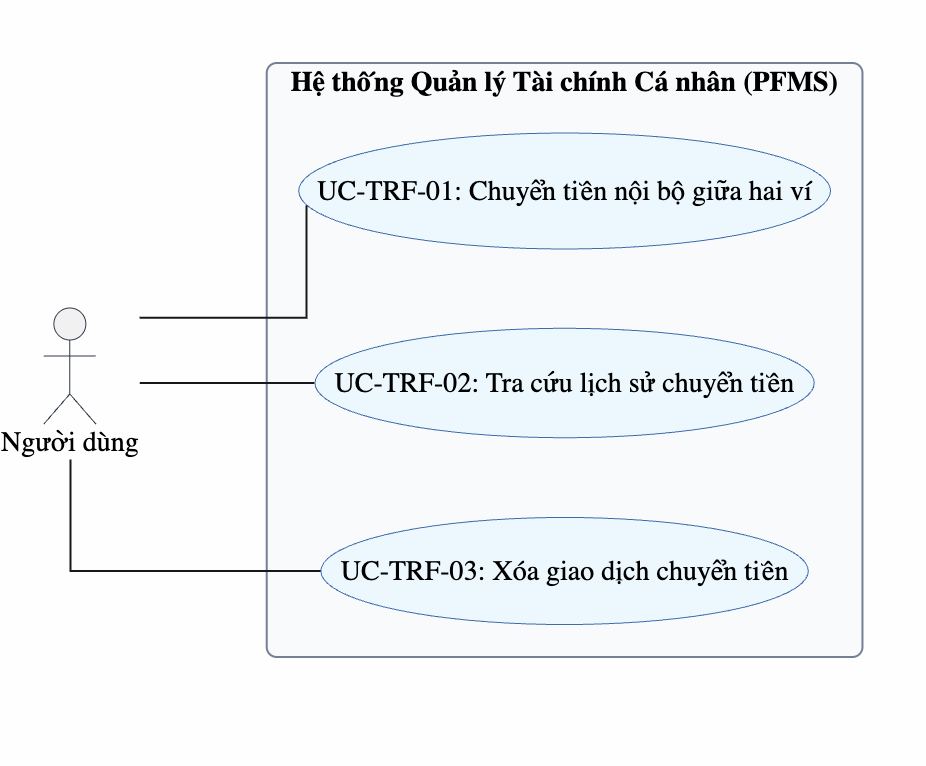 Hệ thống Quản lý Tài chính Cá nhân (PFMS)
UC-TRF-01: Chuyển tiền nội bộ giữa hai ví
UC-TRF-02: Tra cứu lịch sử chuyển tiền
Người dùng
UC-TRF-03: Xóa giao dịch chuyển tiền